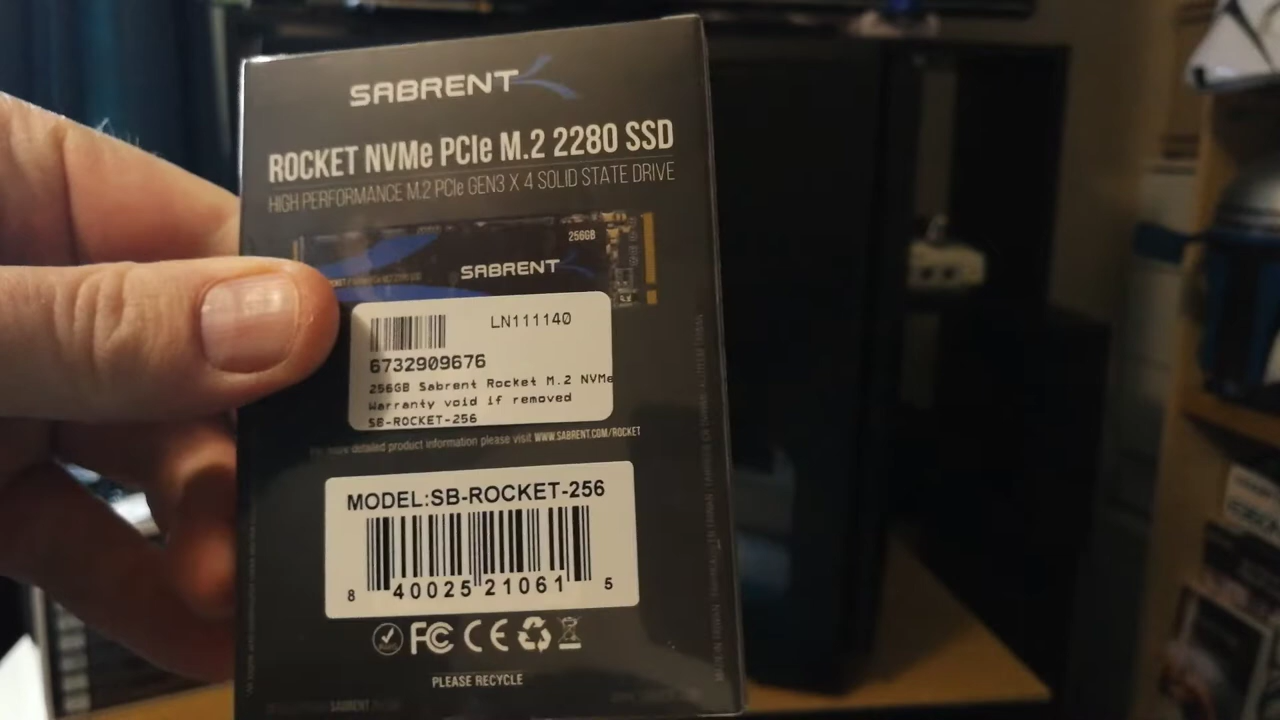 SABRENT
ROCKET NVMe PCIe M.2 2280 SSD
HIGH PERFORMANCE M.2 PCIe GEN3 X 4 SOLID STATE DRIVE
256GB
SABRENT
LN111140
6732909676
256GB Sabrent Rocket M.2 NVMe
Warranty void if removed
SB-ROCKET-256
For more detailed product information please visit WWW.SABRENT.COM/ROCKET
MODEL:SB-ROCKET-256
8 40025 21061 5
FC CE
PLEASE RECYCLE
SABRENT